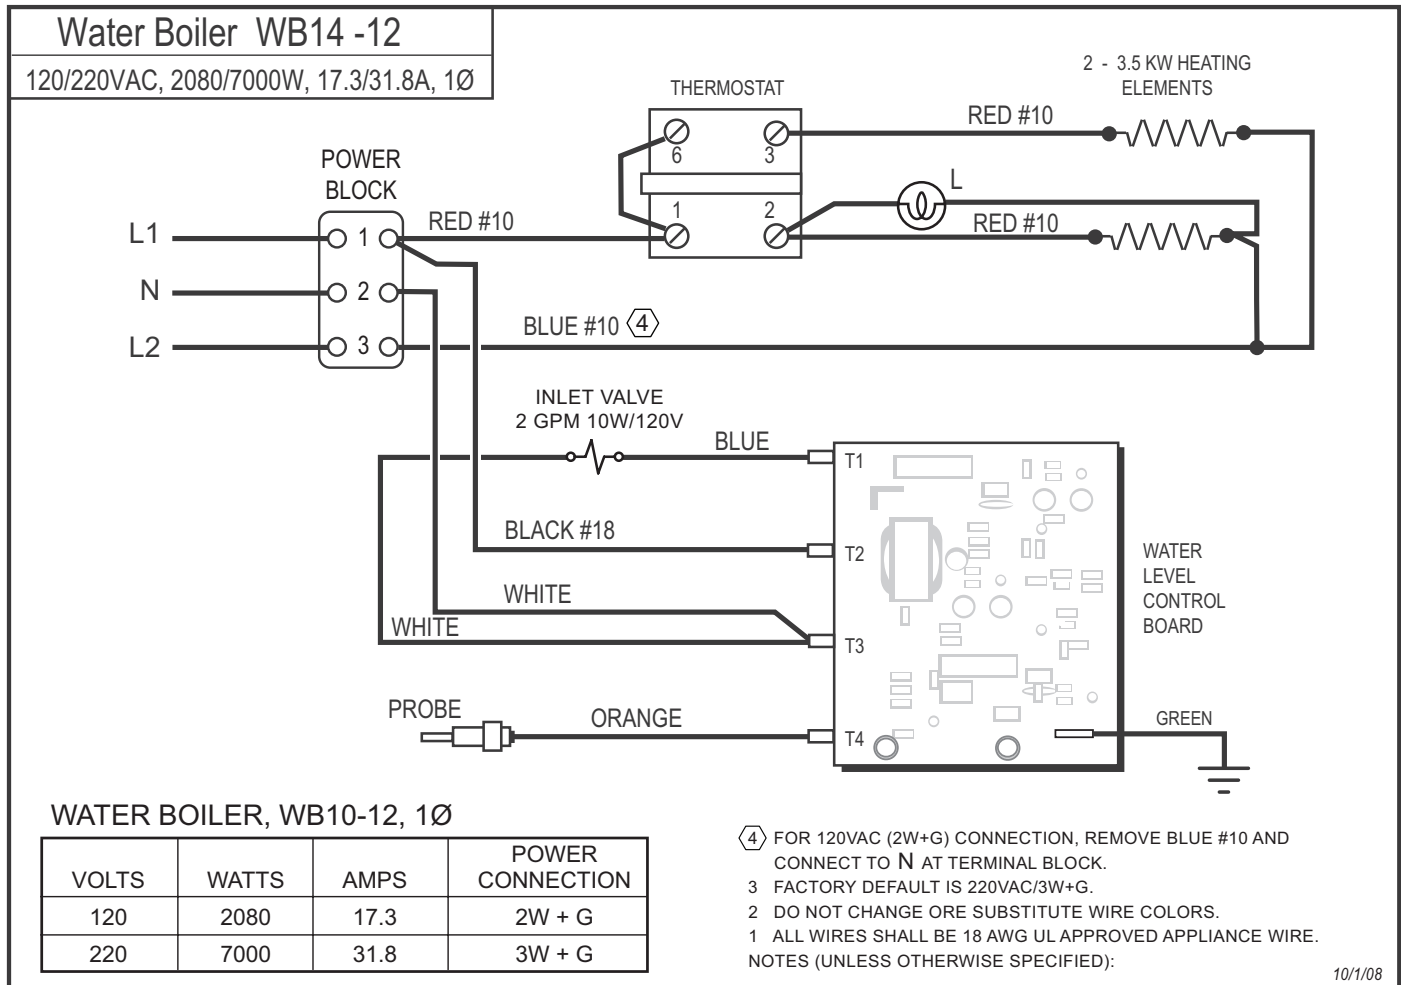 Water Boiler WB14 -12
120/220VAC, 2080/7000W, 17.3/31.8A, 1Ø
2 - 3.5 KW HEATING
ELEMENTS
THERMOSTAT
RED #10
6
3
POWER
BLOCK
L
1
2
RED #10
RED #10
L1
1
N
2
BLUE #10 4
L2
3
INLET VALVE
2 GPM 10W/120V
BLUE
T1
BLACK #18
T2
WATER
LEVEL
CONTROL
BOARD
WHITE
WHITE
T3
PROBE
ORANGE
T4
GREEN
WATER BOILER, WB10-12, 1Ø
VOLTS WATTS AMPS POWER CONNECTION
120 2080 17.3 2W + G
220 7000 31.8 3W + G
4 FOR 120VAC (2W+G) CONNECTION, REMOVE BLUE #10 AND
CONNECT TO N AT TERMINAL BLOCK.
3 FACTORY DEFAULT IS 220VAC/3W+G.
2 DO NOT CHANGE ORE SUBSTITUTE WIRE COLORS.
1 ALL WIRES SHALL BE 18 AWG UL APPROVED APPLIANCE WIRE.
NOTES (UNLESS OTHERWISE SPECIFIED):
10/1/08